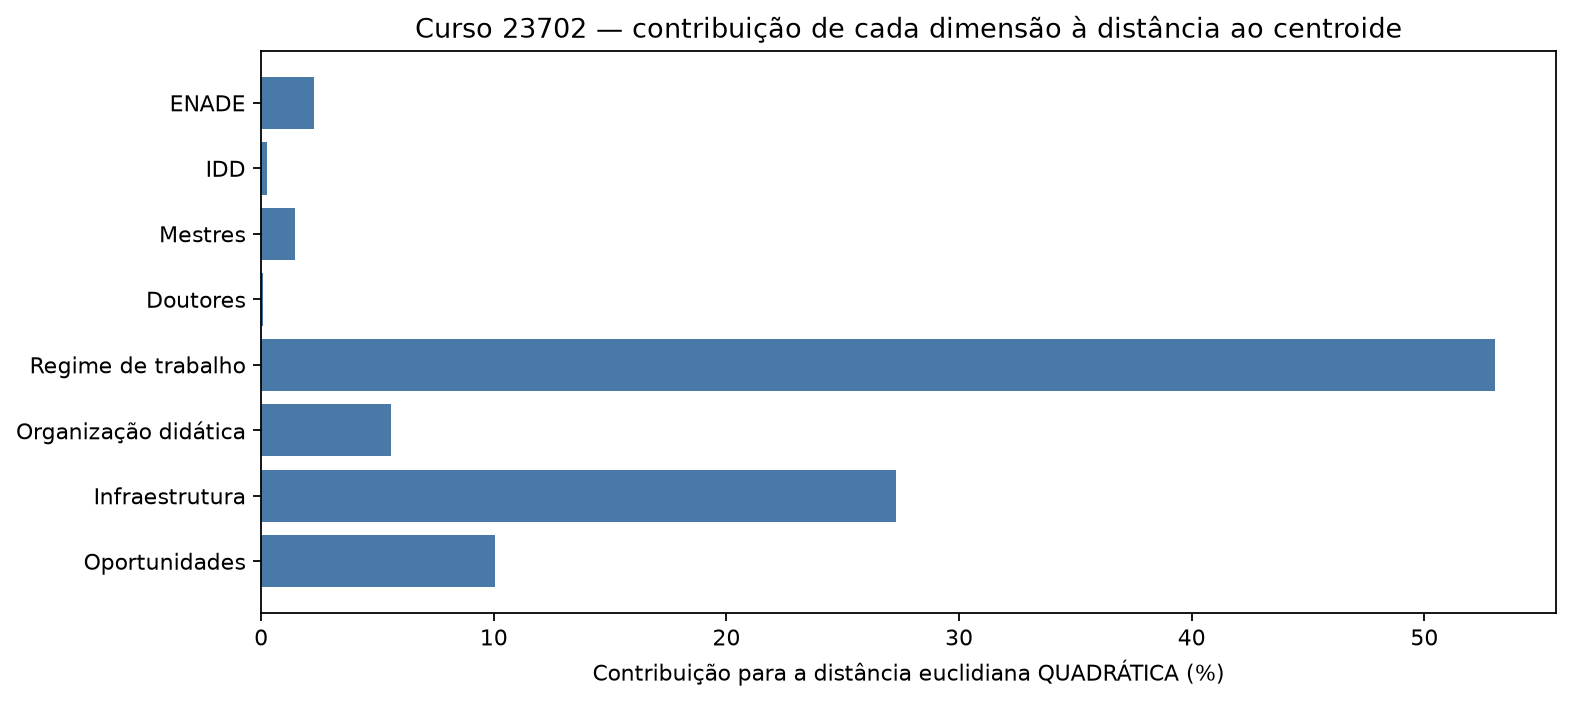 Curso 23702 — contribuição de cada dimensão à distância ao centroide
ENADE
IDD
Mestres
Doutores
Regime de trabalho
Organização didática
Infraestrutura
Oportunidades
0 10 20 30 40 50
Contribuição para a distância euclidiana QUADRÁTICA (%)